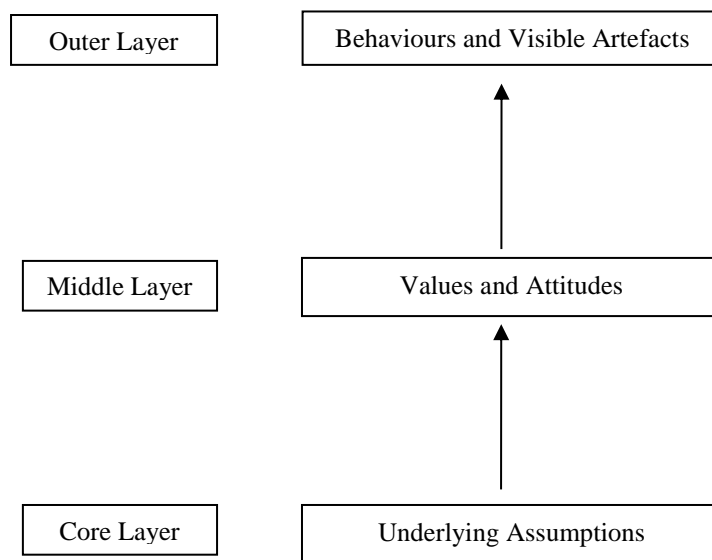 Outer Layer
Behaviours and Visible Artefacts
Middle Layer
Values and Attitudes
Core Layer
Underlying Assumptions